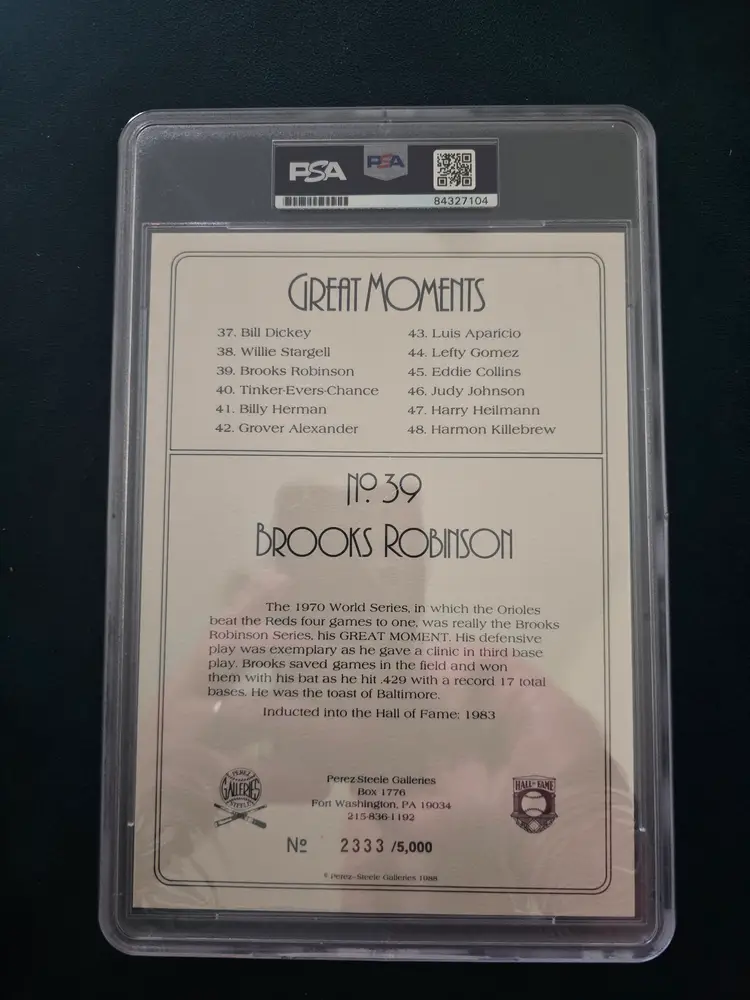 PSA
PSA
84327104
GREAT MOMENTS
37. Bill Dickey
38. Willie Stargell
39. Brooks Robinson
40. Tinker-Evers-Chance
41. Billy Herman
42. Grover Alexander
43. Luis Aparicio
44. Lefty Gomez
45. Eddie Collins
46. Judy Johnson
47. Harry Heilmann
48. Harmon Killebrew
No 39
BROOKS ROBINSON
The 1970 World Series, in which the Orioles
beat the Reds four games to one, was really the Brooks
Robinson Series, his GREAT MOMENT. His defensive
play was exemplary as he gave a clinic in third base
play. Brooks saved games in the field and won
them with his bat as he hit .429 with a record 17 total
bases. He was the toast of Baltimore.
Inducted into the Hall of Fame: 1983
PEREZ
GALLERIES
STEELE
Perez-Steele Galleries
Box 1776
Fort Washington, PA 19034
215-836-1192
HALL OF FAME
No 2333 /5,000
© Perez-Steele Galleries 1988